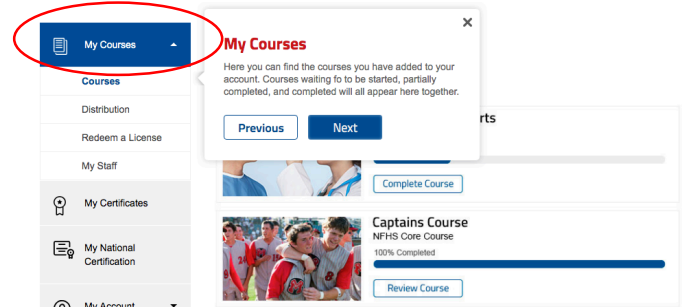 My Courses
Courses
Distribution
Redeem a License
My Staff
My Certificates
My National
Certification
My Account
My Courses
Here you can find the courses you have added to your
account. Courses waiting fo to be started, partially
completed, and completed will all appear here together.
Previous
Next
rts
Complete Course
Captains Course
NFHS Core Course
100% Completed
Review Course